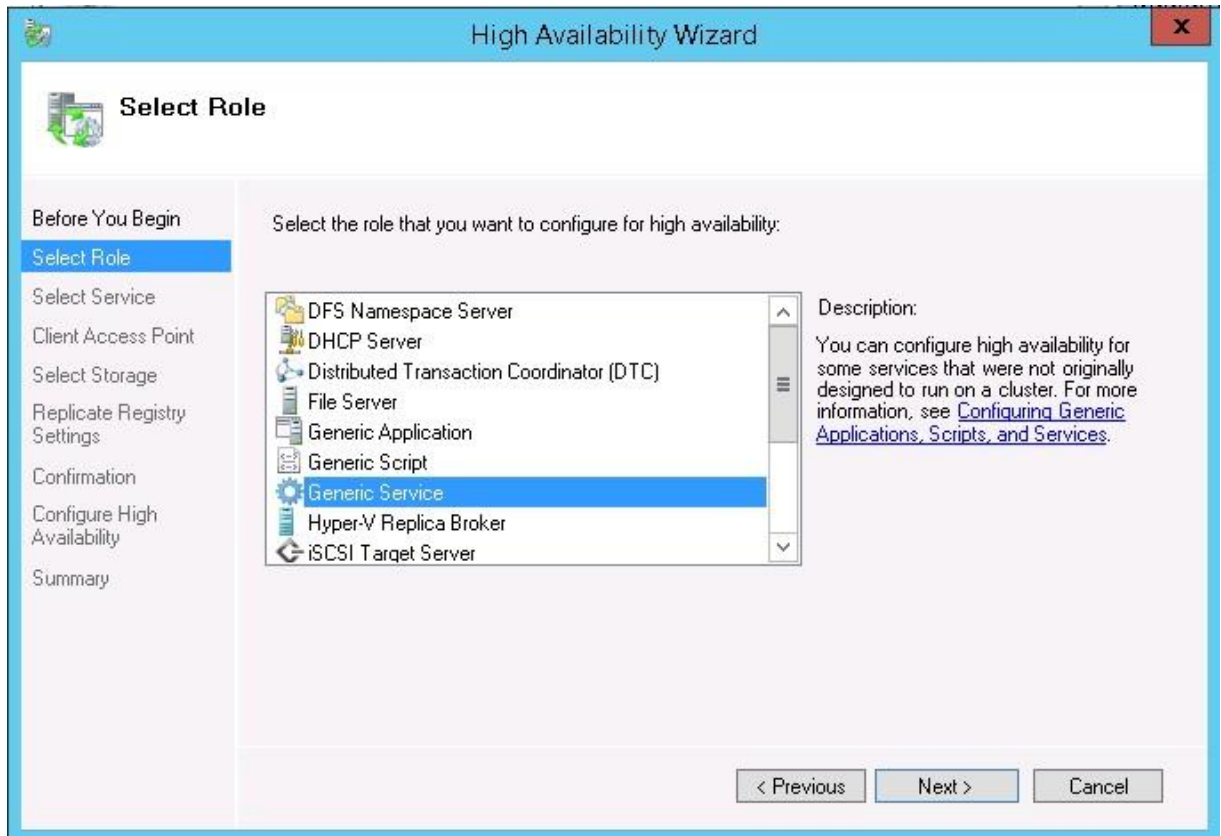 High Availability Wizard
x
Select Role
Before You Begin
Select Role
Select Service
Client Access Point
Select Storage
Replicate Registry
Settings
Confirmation
Configure High
Availability
Summary
Select the role that you want to configure for high availability:
DFS Namespace Server
DHCP Server
Distributed Transaction Coordinator (DTC)
File Server
Generic Application
Generic Script
Generic Service
Hyper-V Replica Broker
iSCSI Target Server
Description:
You can configure high availability for
some services that were not originally
designed to run on a cluster. For more
information, see Configuring Generic
Applications, Scripts, and Services.
< Previous
Next >
Cancel